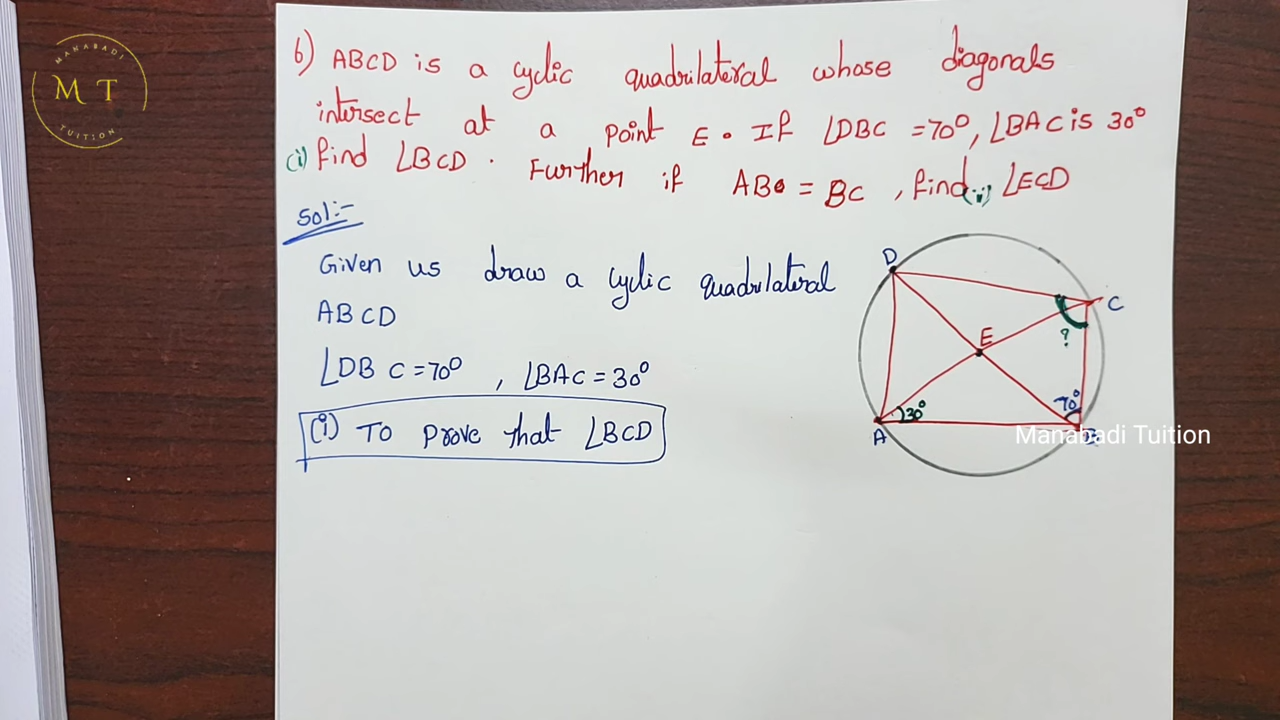 MANABADI
M T
TUITION
6) ABCD is a cyclic quadrilateral whose diagonals
intersect at a point E. If ∠DBC = 70°, ∠BAC is 30°
(i) find ∠BCD. Further if AB = BC, find (ii) ∠ECD
Sol:-
Given us draw a cyclic quadrilateral
ABCD
∠DBC = 70°, ∠BAC = 30°
(i) To prove that ∠BCD
D
C
?
E
70°
30°
A
B
Manabadi Tuition